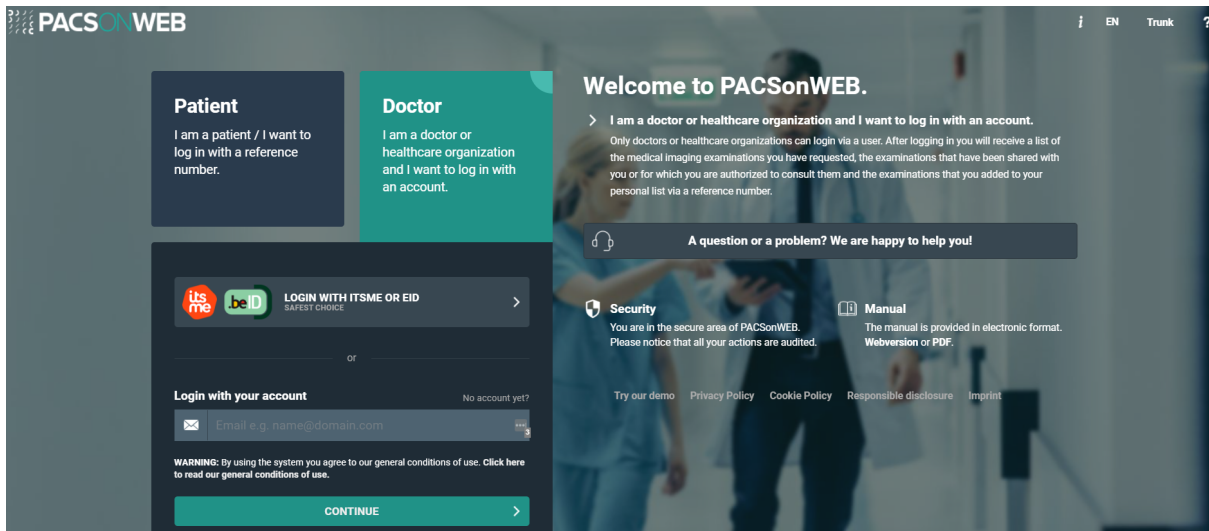 PACSONWEB
i EN Trunk ?
Patient
I am a patient / I want to
log in with a reference
number.
Doctor
I am a doctor or
healthcare organization
and I want to log in with
an account.
its
me
.beID
LOGIN WITH ITSME OR EID
SAFEST CHOICE
or
Login with your account
No account yet?
Email e.g. name@domain.com
3
WARNING: By using the system you agree to our general conditions of use. Click here
to read our general conditions of use.
CONTINUE
Welcome to PACSonWEB.
I am a doctor or healthcare organization and I want to log in with an account.
Only doctors or healthcare organizations can login via a user. After logging in you will receive a list of
the medical imaging examinations you have requested, the examinations that have been shared with
you or for which you are authorized to consult them and the examinations that you added to your
personal list via a reference number.
A question or a problem? We are happy to help you!
Security
You are in the secure area of PACSonWEB.
Please notice that all your actions are audited.
Manual
The manual is provided in electronic format.
Webversion or PDF.
Try our demo Privacy Policy Cookie Policy Responsible disclosure Imprint